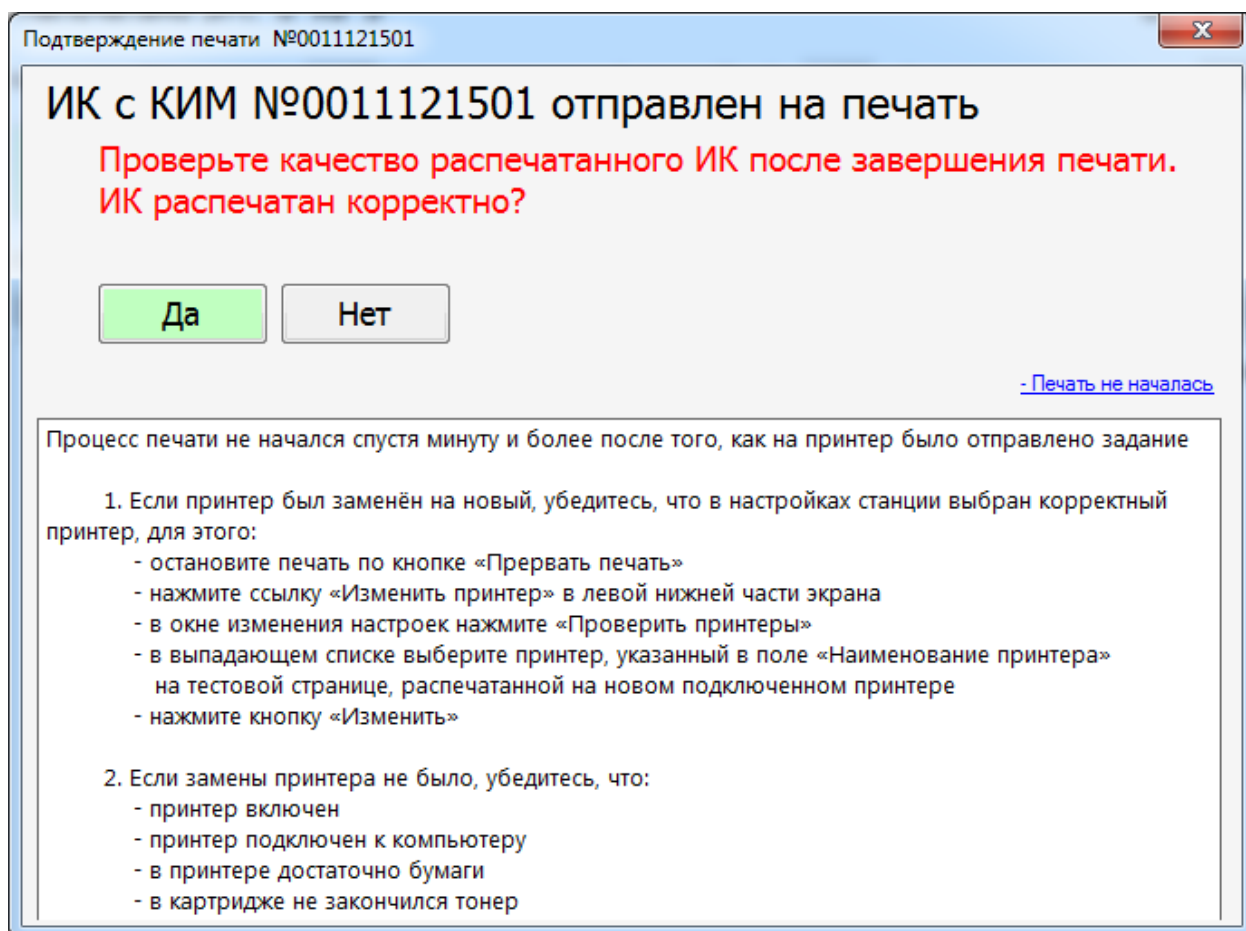 Подтверждение печати №0011121501
x
ИК с КИМ №0011121501 отправлен на печать
Проверьте качество распечатанного ИК после завершения печати.
ИК распечатан корректно?
Да
Нет
- Печать не началась
Процесс печати не начался спустя минуту и более после того, как на принтер было отправлено задание
1. Если принтер был заменён на новый, убедитесь, что в настройках станции выбран корректный
принтер, для этого:
- остановите печать по кнопке «Прервать печать»
- нажмите ссылку «Изменить принтер» в левой нижней части экрана
- в окне изменения настроек нажмите «Проверить принтеры»
- в выпадающем списке выберите принтер, указанный в поле «Наименование принтера»
на тестовой странице, распечатанной на новом подключенном принтере
- нажмите кнопку «Изменить»
2. Если замены принтера не было, убедитесь, что:
- принтер включен
- принтер подключен к компьютеру
- в принтере достаточно бумаги
- в картридже не закончился тонер